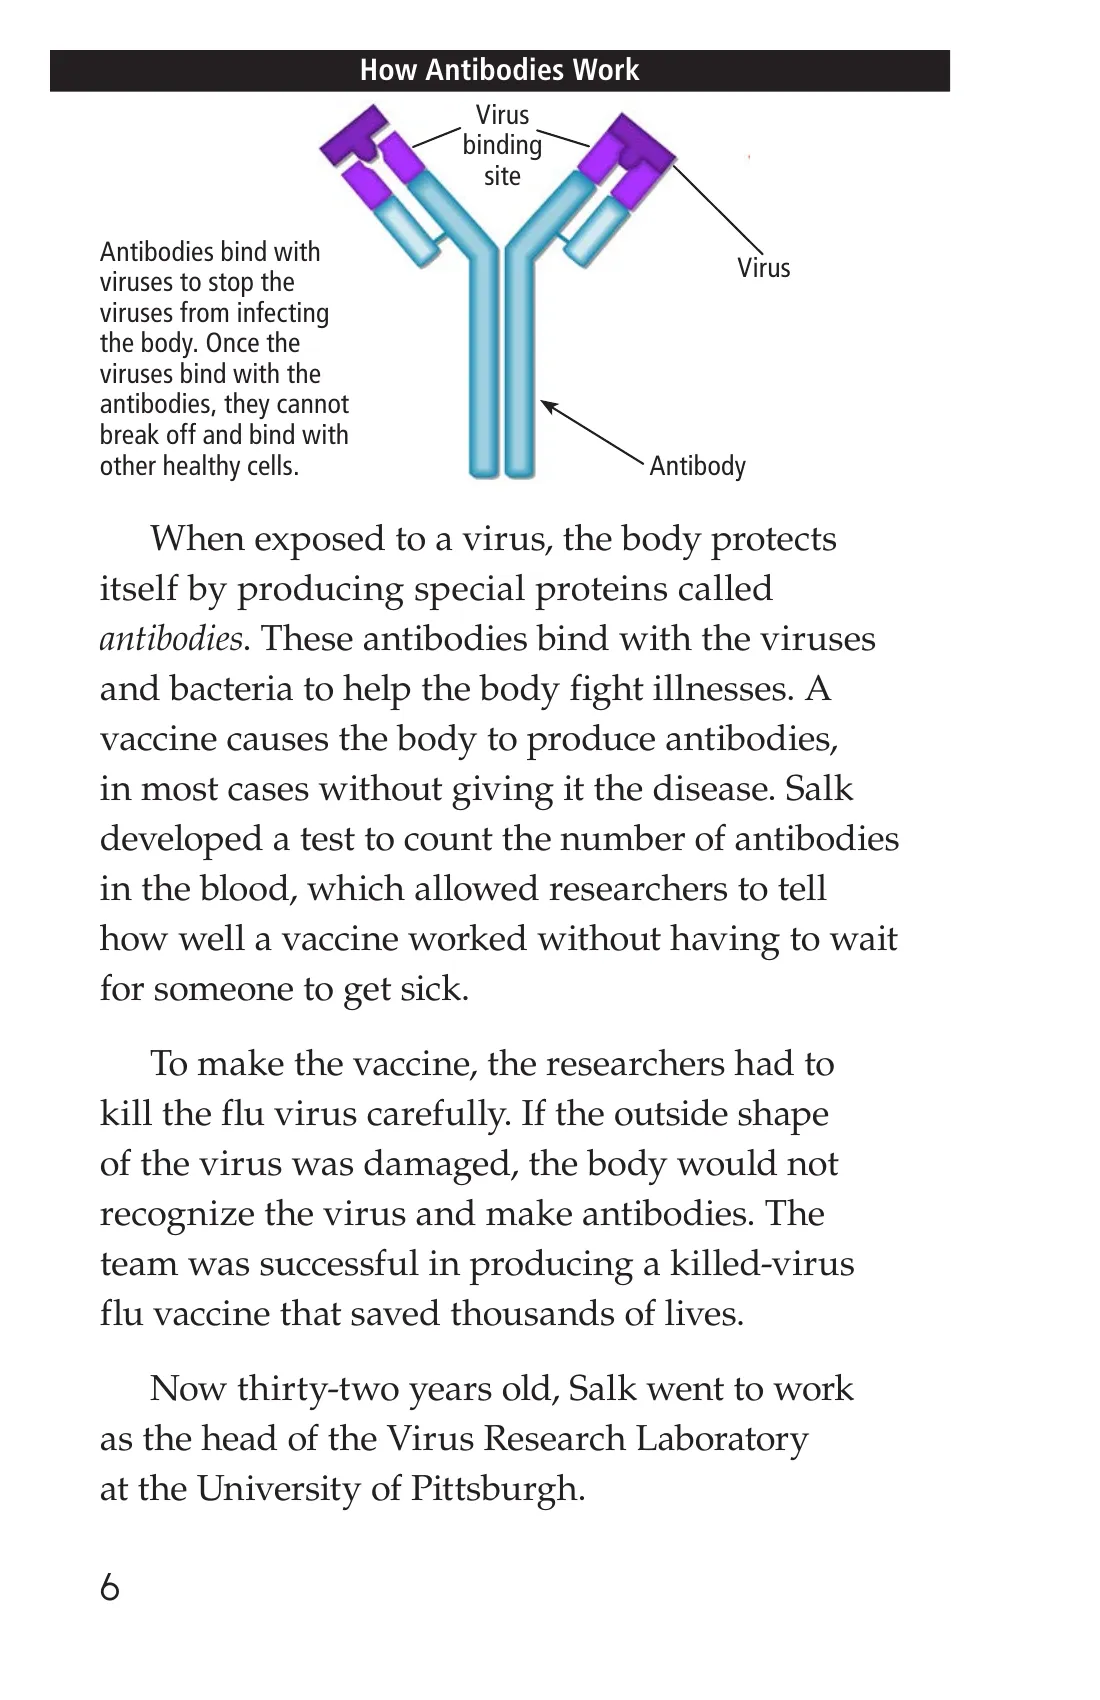 How Antibodies Work
Virus
binding
site
Virus
Antibodies bind with
viruses to stop the
viruses from infecting
the body. Once the
viruses bind with the
antibodies, they cannot
break off and bind with
other healthy cells.
Antibody
When exposed to a virus, the body protects
itself by producing special proteins called
antibodies. These antibodies bind with the viruses
and bacteria to help the body fight illnesses. A
vaccine causes the body to produce antibodies,
in most cases without giving it the disease. Salk
developed a test to count the number of antibodies
in the blood, which allowed researchers to tell
how well a vaccine worked without having to wait
for someone to get sick.
To make the vaccine, the researchers had to
kill the flu virus carefully. If the outside shape
of the virus was damaged, the body would not
recognize the virus and make antibodies. The
team was successful in producing a killed-virus
flu vaccine that saved thousands of lives.
Now thirty-two years old, Salk went to work
as the head of the Virus Research Laboratory
at the University of Pittsburgh.
6